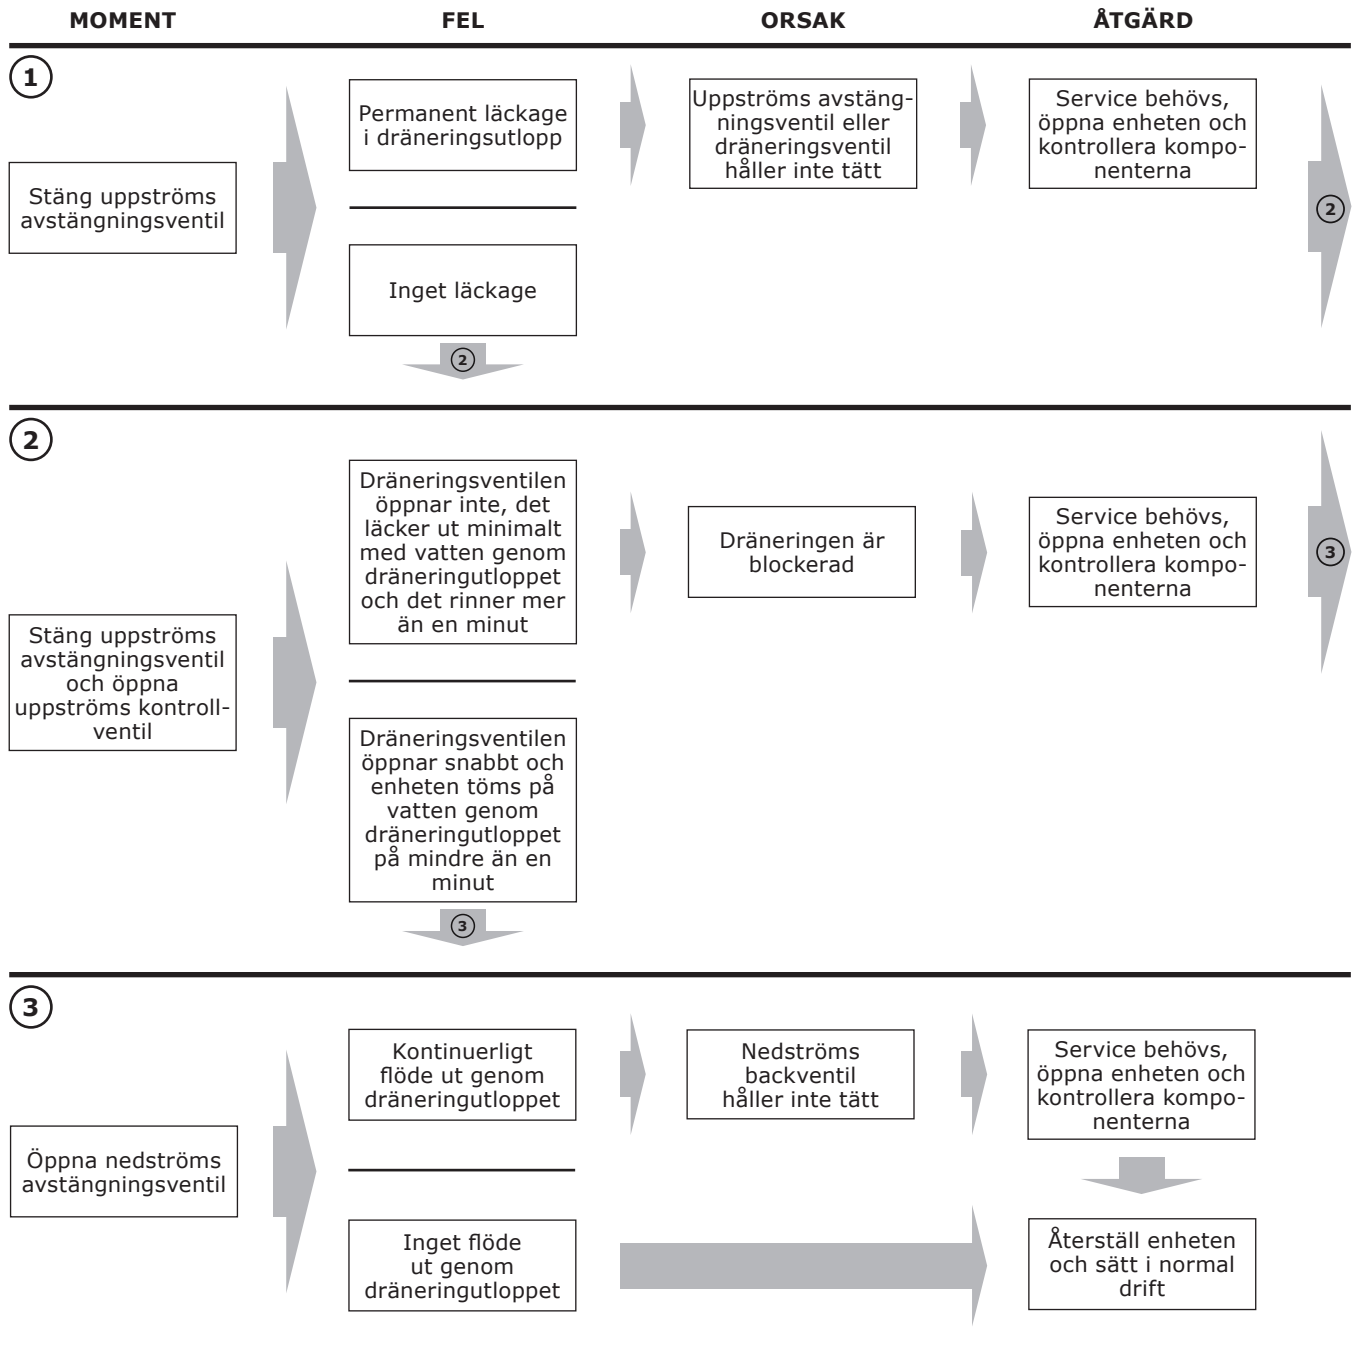 MOMENT
FEL
ORSAK
ÅTGÄRD
1
Stäng uppströms
avstängningsventil
Permanent läckage
i dräneringsutlopp
Uppströms avstäng-
ningsventil eller
dräneringsventil
håller inte tätt
Service behövs,
öppna enheten och
kontrollera kompo-
nenterna
2
Inget läckage
2
2
Stäng uppströms
avstängningsventil
och öppna
uppströms kontroll-
ventil
Dräneringsventilen
öppnar inte, det
läcker ut minimalt
med vatten genom
dräneringutloppet
och det rinner mer
än en minut
Dräneringen är
blockerad
Service behövs,
öppna enheten och
kontrollera kompo-
nenterna
3
Dräneringsventilen
öppnar snabbt och
enheten töms på
vatten genom
dräneringutloppet
på mindre än en
minut
3
3
Öppna nedströms
avstängningsventil
Kontinuerligt
flöde ut genom
dräneringutloppet
Nedströms
backventil
håller inte tätt
Service behövs,
öppna enheten och
kontrollera kompo-
nenterna
Inget flöde
ut genom
dräneringutloppet
Återställ enheten
och sätt i normal
drift